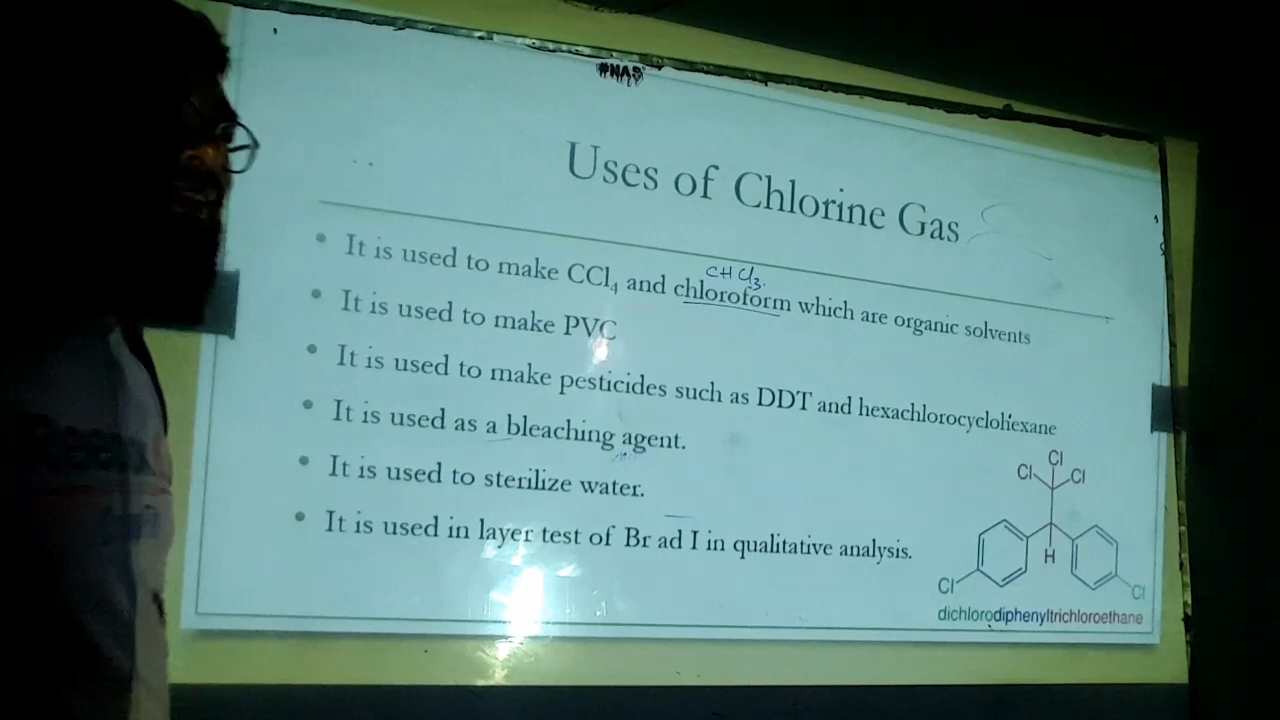 #NAS
Uses of Chlorine Gas
CHCl3.
• It is used to make CCl4 and chloroform which are organic solvents
• It is used to make PVC
• It is used to make pesticides such as DDT and hexachlorocyclohexane
• It is used as a bleaching agent.
• It is used to sterilize water.
• It is used in layer test of Br ad I in qualitative analysis.
Cl
Cl Cl
H
Cl Cl
dichlorodiphenyltrichloroethane